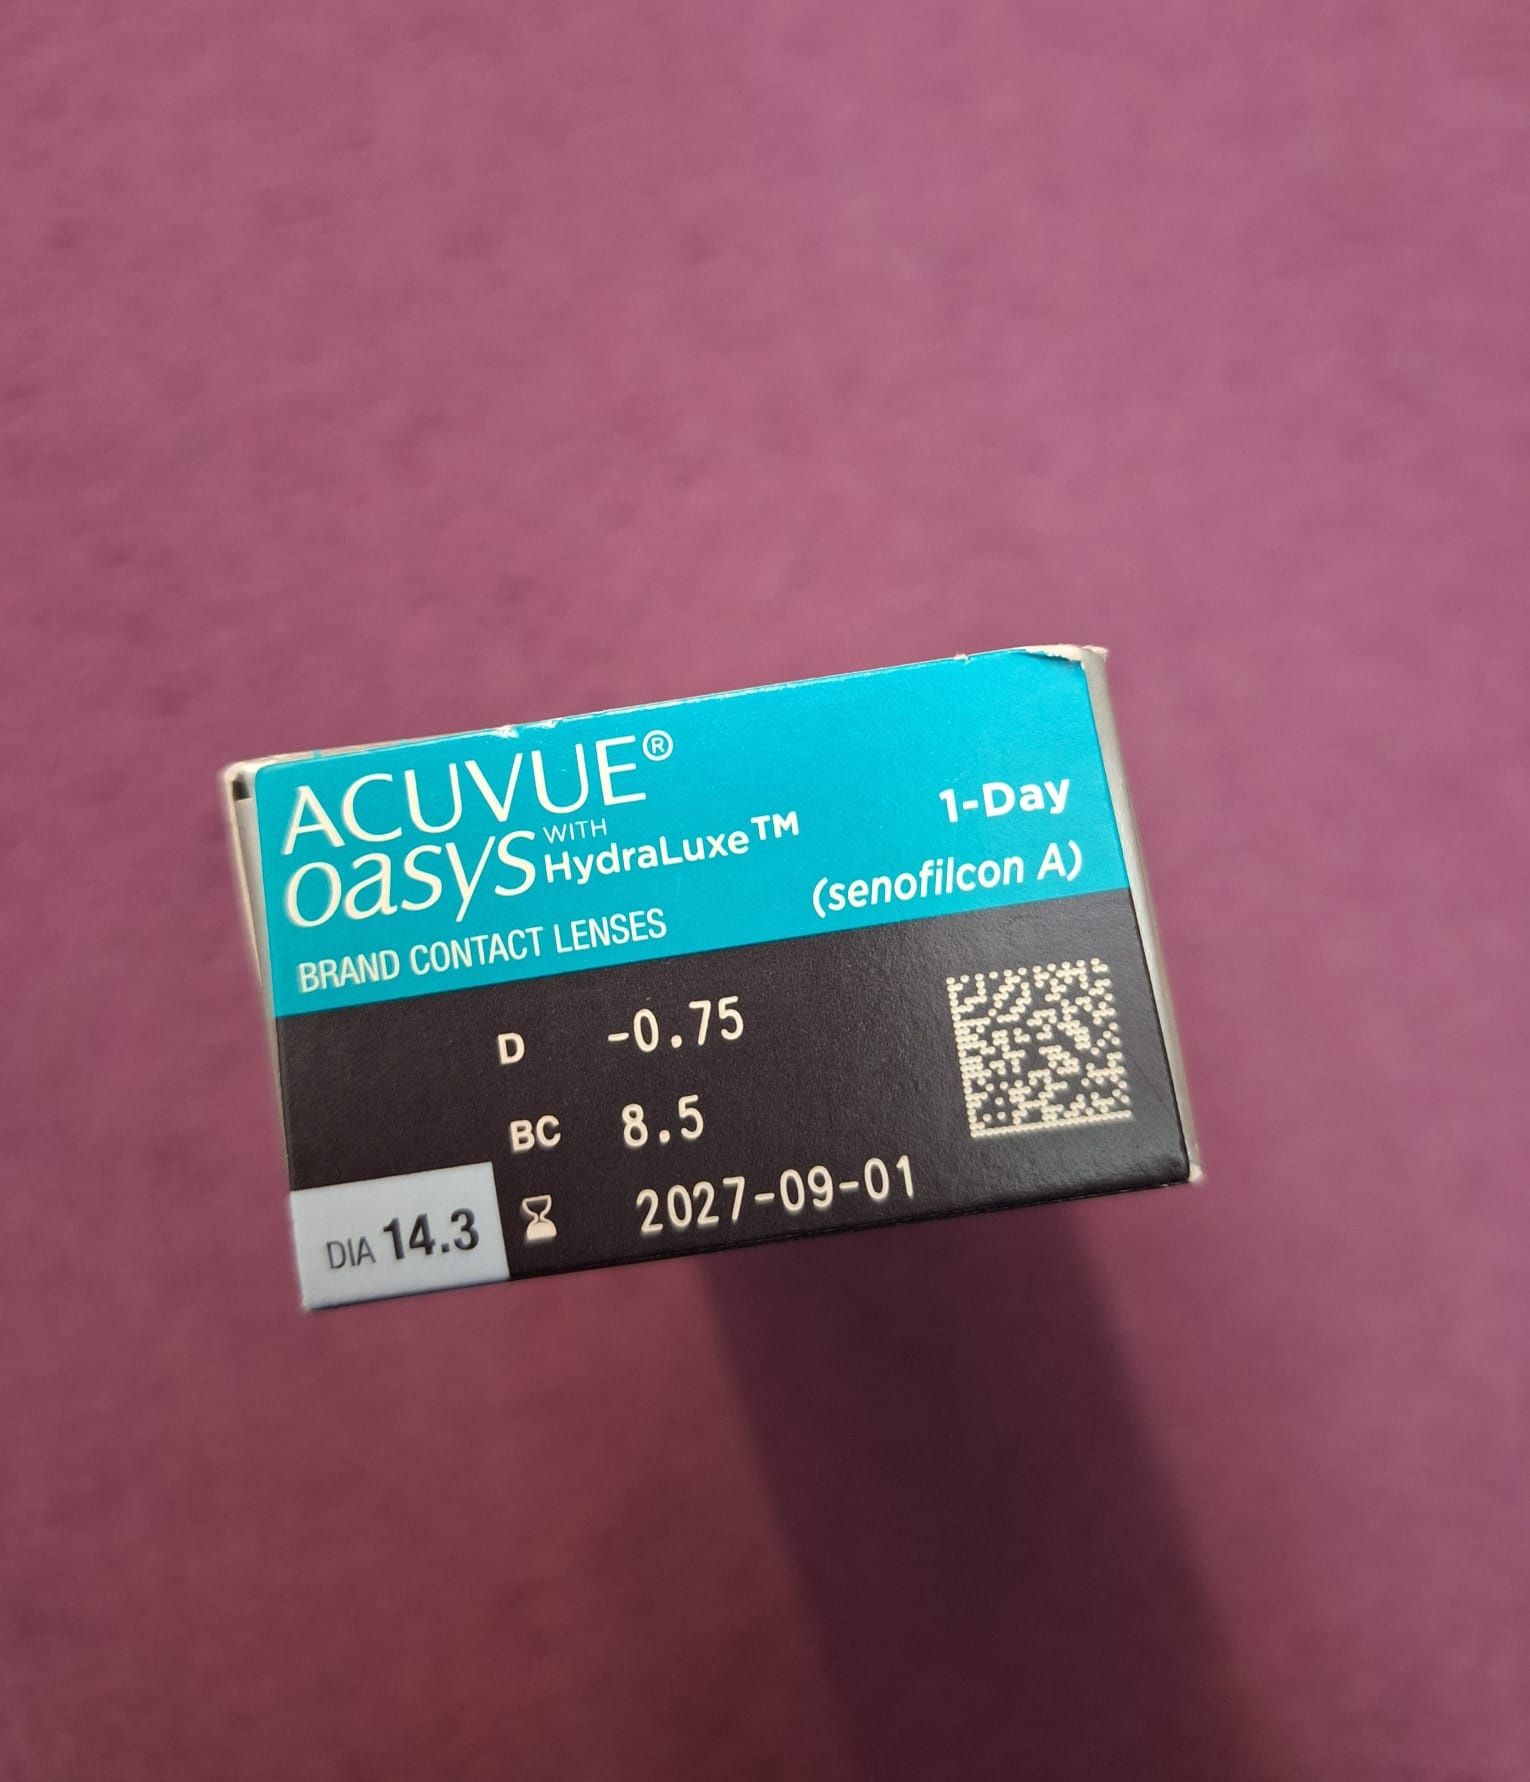 ACUVUE®
oasys WITH HydraLuxe™
1-Day
(senofilcon A)
BRAND CONTACT LENSES
D -0.75
BC 8.5
DIA 14.3
2027-09-01